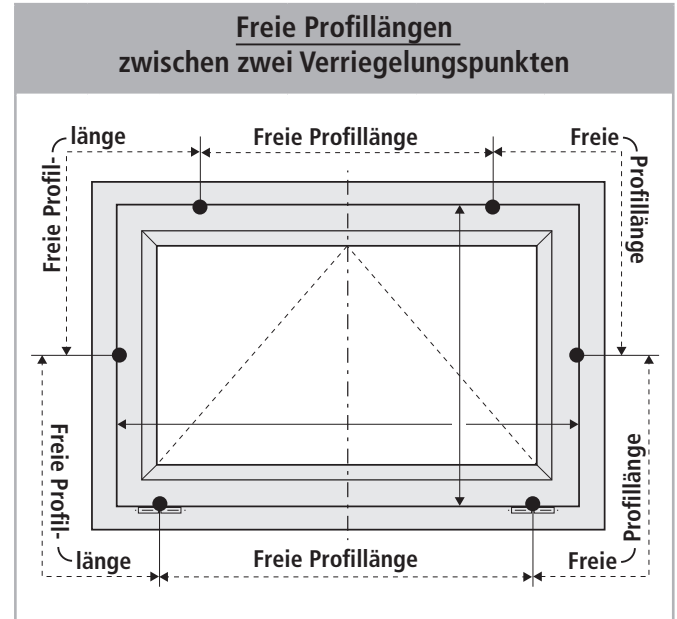 Freie Profillängen
zwischen zwei Verriegelungspunkten
Freie Profil-
länge
Freie Profillänge
Freie
Profillänge
Freie Profil-
länge
Freie Profillänge
Freie
Profillänge